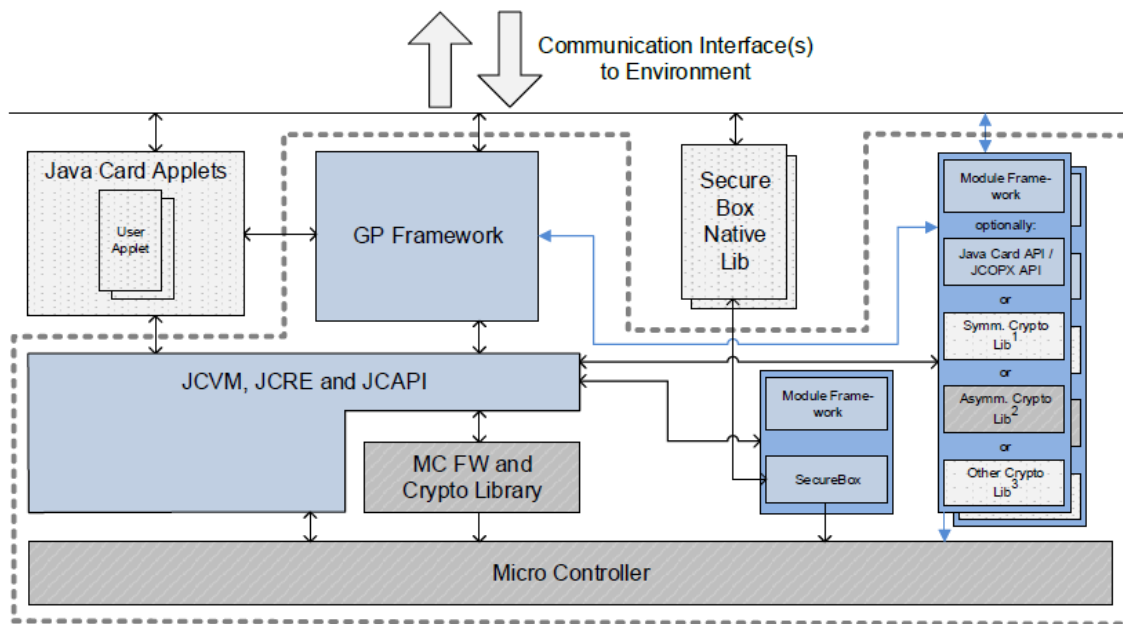 Communication Interface(s)
to Environment
Java Card Applets
User
Applet
GP Framework
Secure
Box
Native
Lib
Module Frame-
work
optionally:
Java Card API /
JCOPX API
or
Symm. Crypto
Lib1
or
Asymm. Crypto
Lib2
or
Other Crypto
Lib3
JCVM, JCRE and JCAPI
Module Frame-
work
SecureBox
MC FW and
Crypto Library
Micro Controller